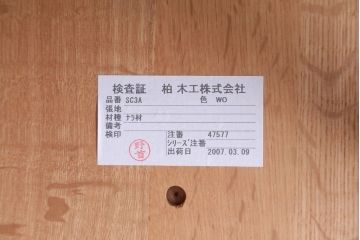 検査証 柏木工株式会社
品番 SC3A 色 WO
張地
材種 ナラ材
備考
検印 注番 47577
シリーズ注番
出荷日 2007.03.09